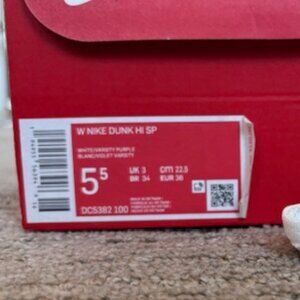 W NIKE DUNK HI SP
WHITE/VARSITY PURPLE
BLANC/VIOLET VARSITY
5 5 UK 3 CM 22.5
BR 34 EUR 36
DC5382 100